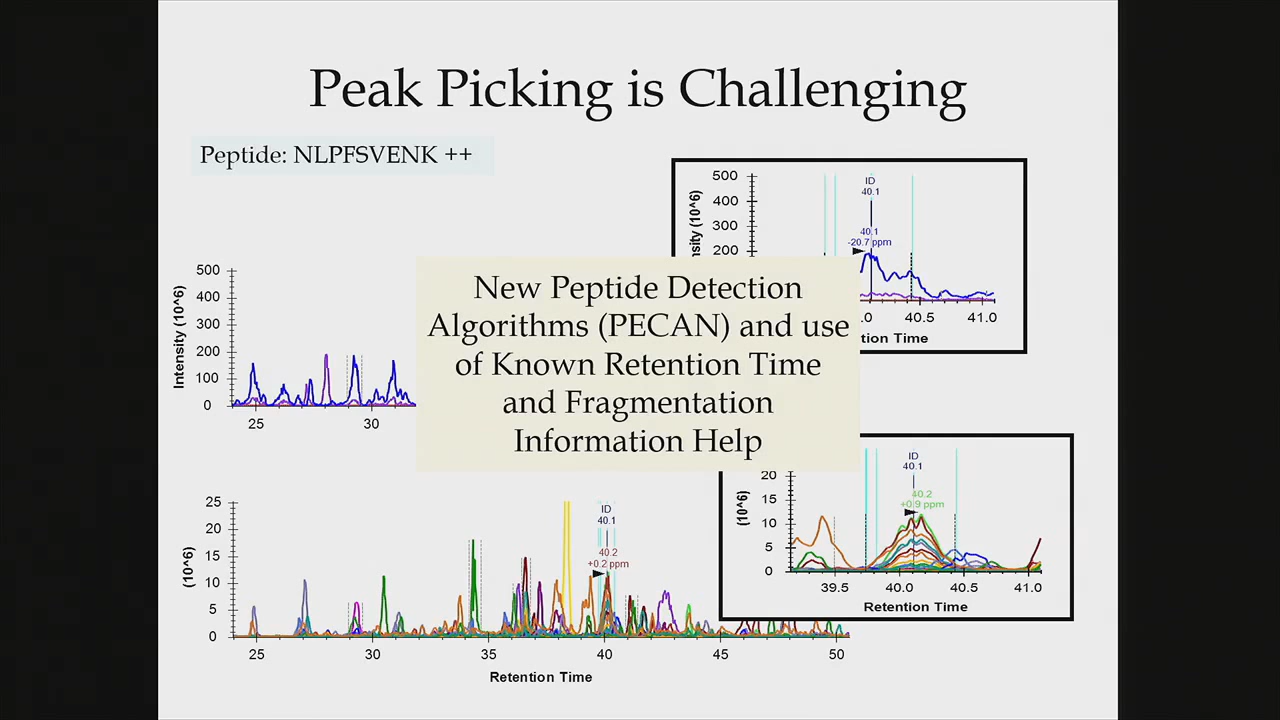 Peak Picking is Challenging
Peptide: NLPFSVENK ++
500
400
300
200
100
0
Intensity (10^6)
25
30
500
400
300
200
nsity (10^6)
ID
40.1
40.1
-20.7 ppm
.0
40.5
41.0
tion Time
New Peptide Detection
Algorithms (PECAN) and use
of Known Retention Time
and Fragmentation
Information Help
25
20
15
10
5
0
(10^6)
ID
40.1
40.2
+0.2 ppm
25
30
35
40
45
50
Retention Time
20
15
10
5
0
(10^6)
ID
40.1
40.2
+0.9 ppm
39.5
40.0
40.5
41.0
Retention Time